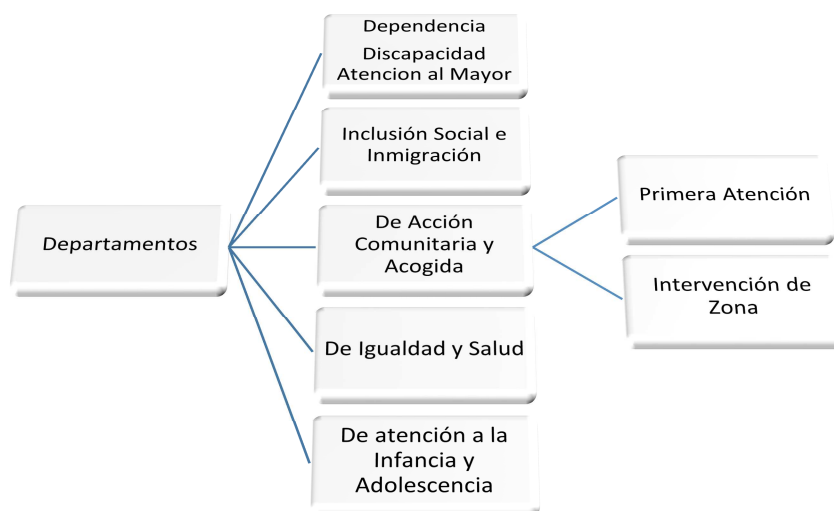 Departamentos
Dependencia
Discapacidad
Atencion al Mayor
Inclusión Social e
Inmigración
De Acción
Comunitaria y
Acogida
Primera Atención
Intervención de
Zona
De Igualdad y Salud
De atención a la
Infancia y
Adolescencia